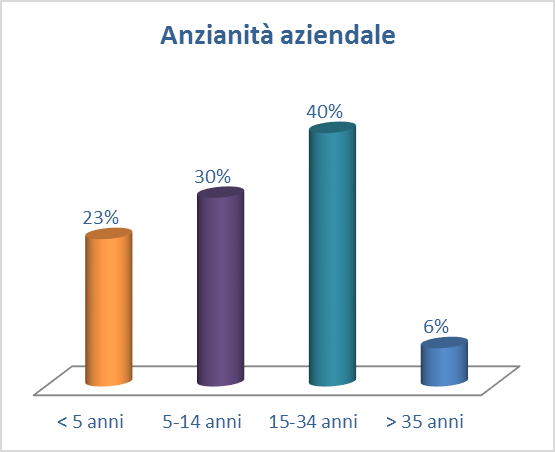 Anzianità aziendale
40%
30%
23%
6%
< 5 anni 5-14 anni 15-34 anni > 35 anni